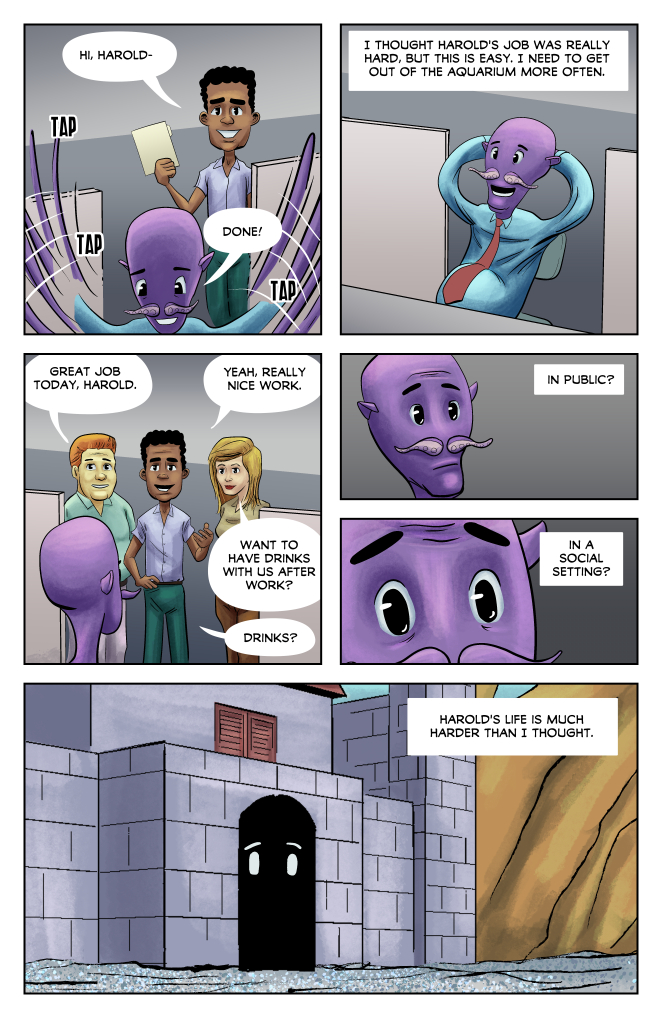 HI, HAROLD-
TAP
TAP
DONE!
TAP
I THOUGHT HAROLD'S JOB WAS REALLY
HARD, BUT THIS IS EASY. I NEED TO GET
OUT OF THE AQUARIUM MORE OFTEN.
GREAT JOB
TODAY, HAROLD.
YEAH, REALLY
NICE WORK.
WANT TO
HAVE DRINKS
WITH US AFTER
WORK?
DRINKS?
IN PUBLIC?
IN A
SOCIAL
SETTING?
HAROLD'S LIFE IS MUCH
HARDER THAN I THOUGHT.